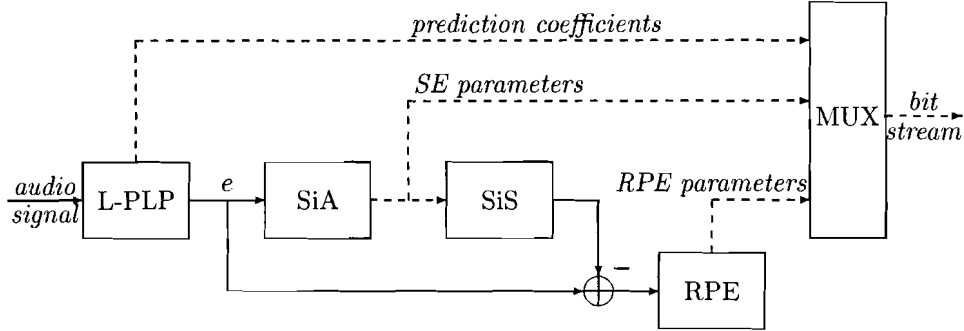 prediction coefficients
SE parameters
MUX
bit
stream
audio
signal
L-PLP
e
SiA
SiS
RPE parameters
−
RPE